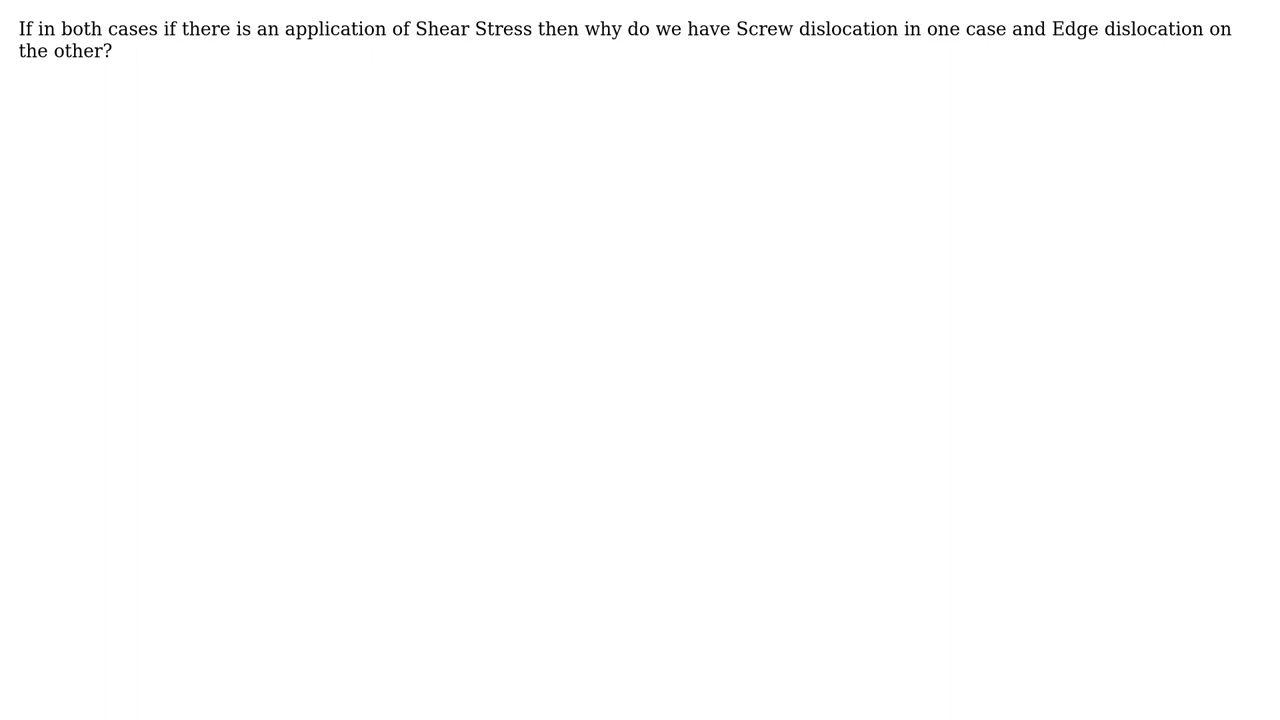 If in both cases if there is an application of Shear Stress then why do we have Screw dislocation in one case and Edge dislocation on
the other?